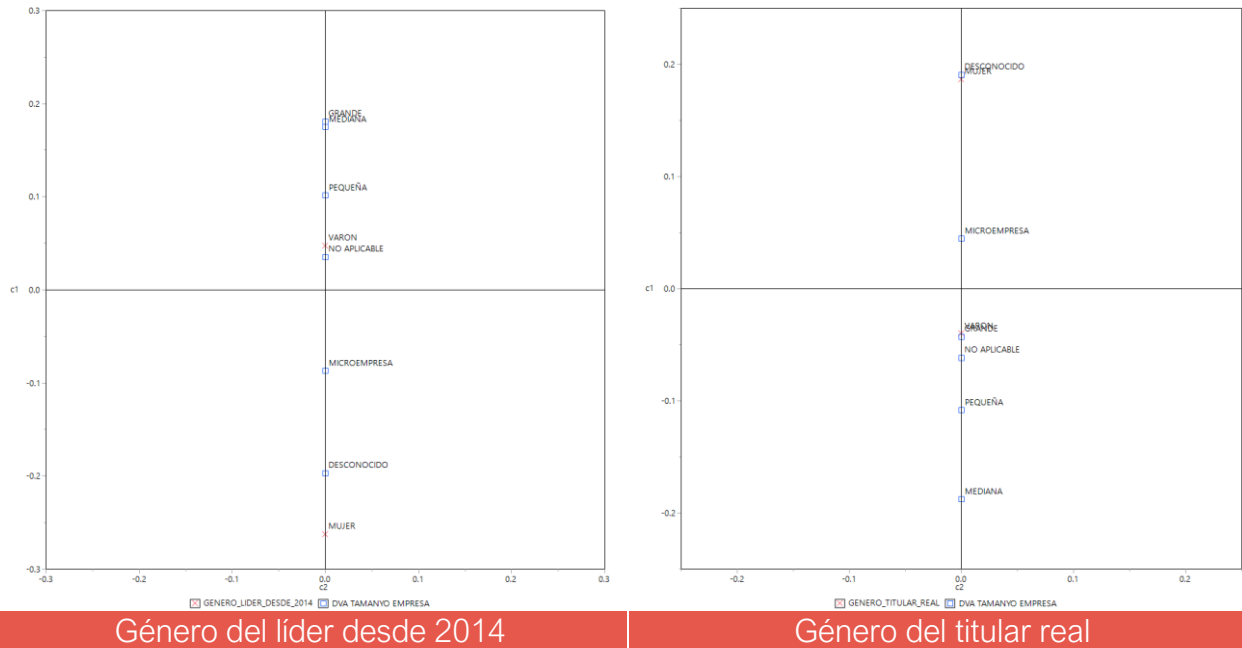 0.3
GRANDE
MEDIANA
0.2
PEQUEÑA
0.1
VARON
NO APLICABLE
c1 0.0
MICROEMPRESA
-0.1
DESCONOCIDO
-0.2
MUJER
-0.3
-0.3 -0.2 -0.1 0.0 0.1 0.2 0.3
c2
GENERO_LIDER_DESDE_2014 DVA TAMANYO EMPRESA
Género del líder desde 2014
DESCONOCIDO
MUJER
0.2
0.1
MICROEMPRESA
c1 0.0
VARON
GRANDE
NO APLICABLE
-0.1
PEQUEÑA
MEDIANA
-0.2
-0.2 -0.1 0.0 0.1 0.2
c2
GENERO_TITULAR_REAL DVA TAMANYO EMPRESA
Género del titular real